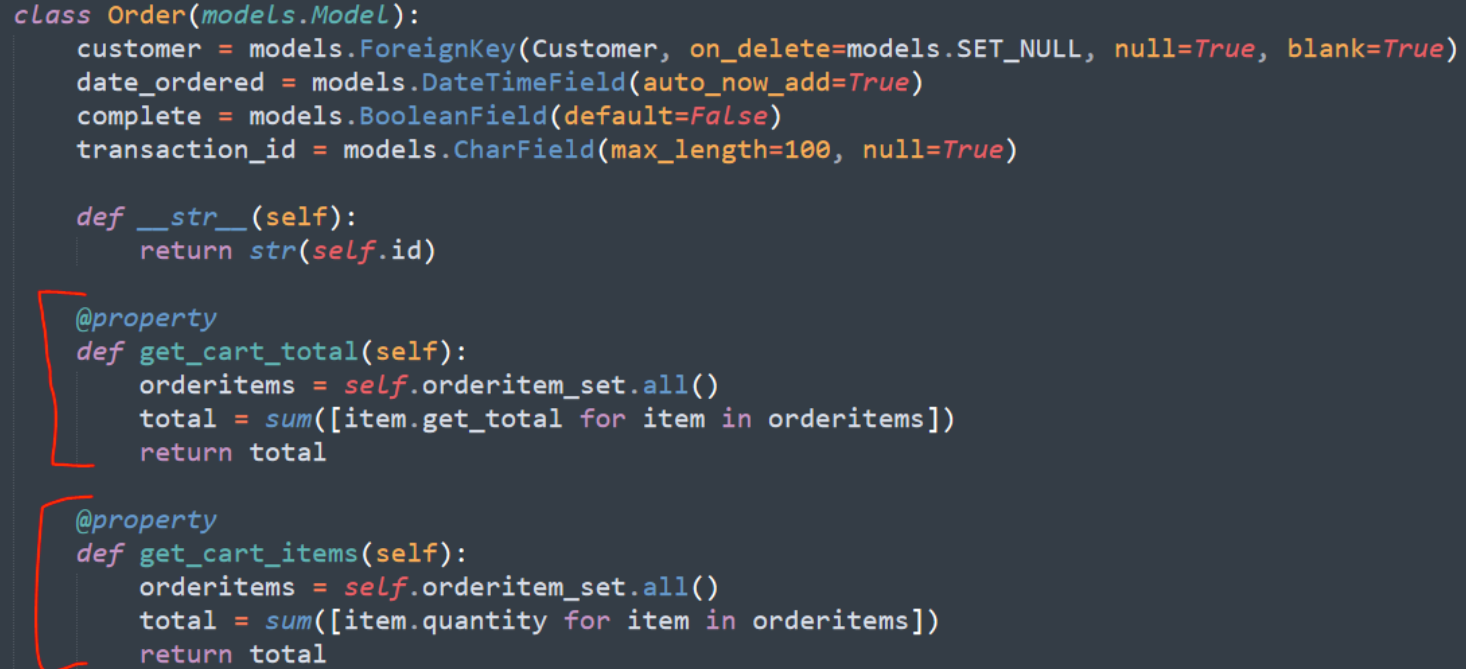 class Order(models.Model):
    customer = models.ForeignKey(Customer, on_delete=models.SET_NULL, null=True, blank=True)
    date_ordered = models.DateTimeField(auto_now_add=True)
    complete = models.BooleanField(default=False)
    transaction_id = models.CharField(max_length=100, null=True)
    def __str__(self):
        return str(self.id)
    @property
    def get_cart_total(self):
        orderitems = self.orderitem_set.all()
        total = sum([item.get_total for item in orderitems])
        return total
    @property
    def get_cart_items(self):
        orderitems = self.orderitem_set.all()
        total = sum([item.quantity for item in orderitems])
        return total